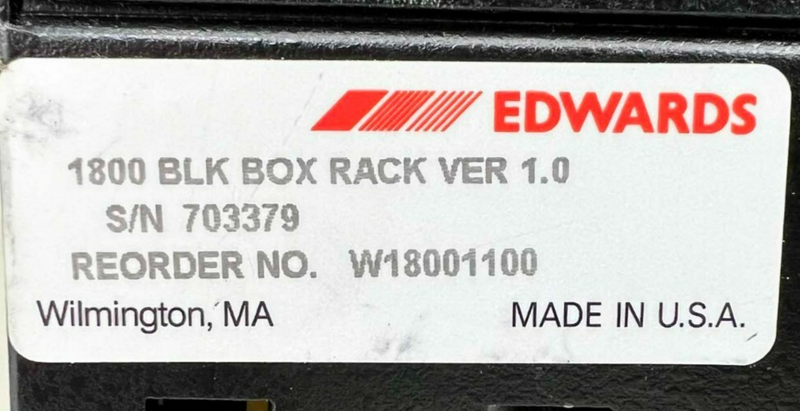 EDWARDS
1800 BLK BOX RACK VER 1.0
S/N 703379
REORDER NO. W18001100
Wilmington, MA MADE IN U.S.A.